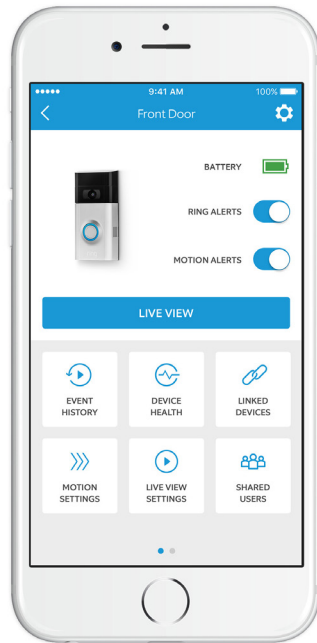 9:41 AM
100%
Front Door
BATTERY
RING ALERTS
MOTION ALERTS
LIVE VIEW
EVENT
HISTORY
DEVICE
HEALTH
LINKED
DEVICES
MOTION
SETTINGS
LIVE VIEW
SETTINGS
SHARED
USERS